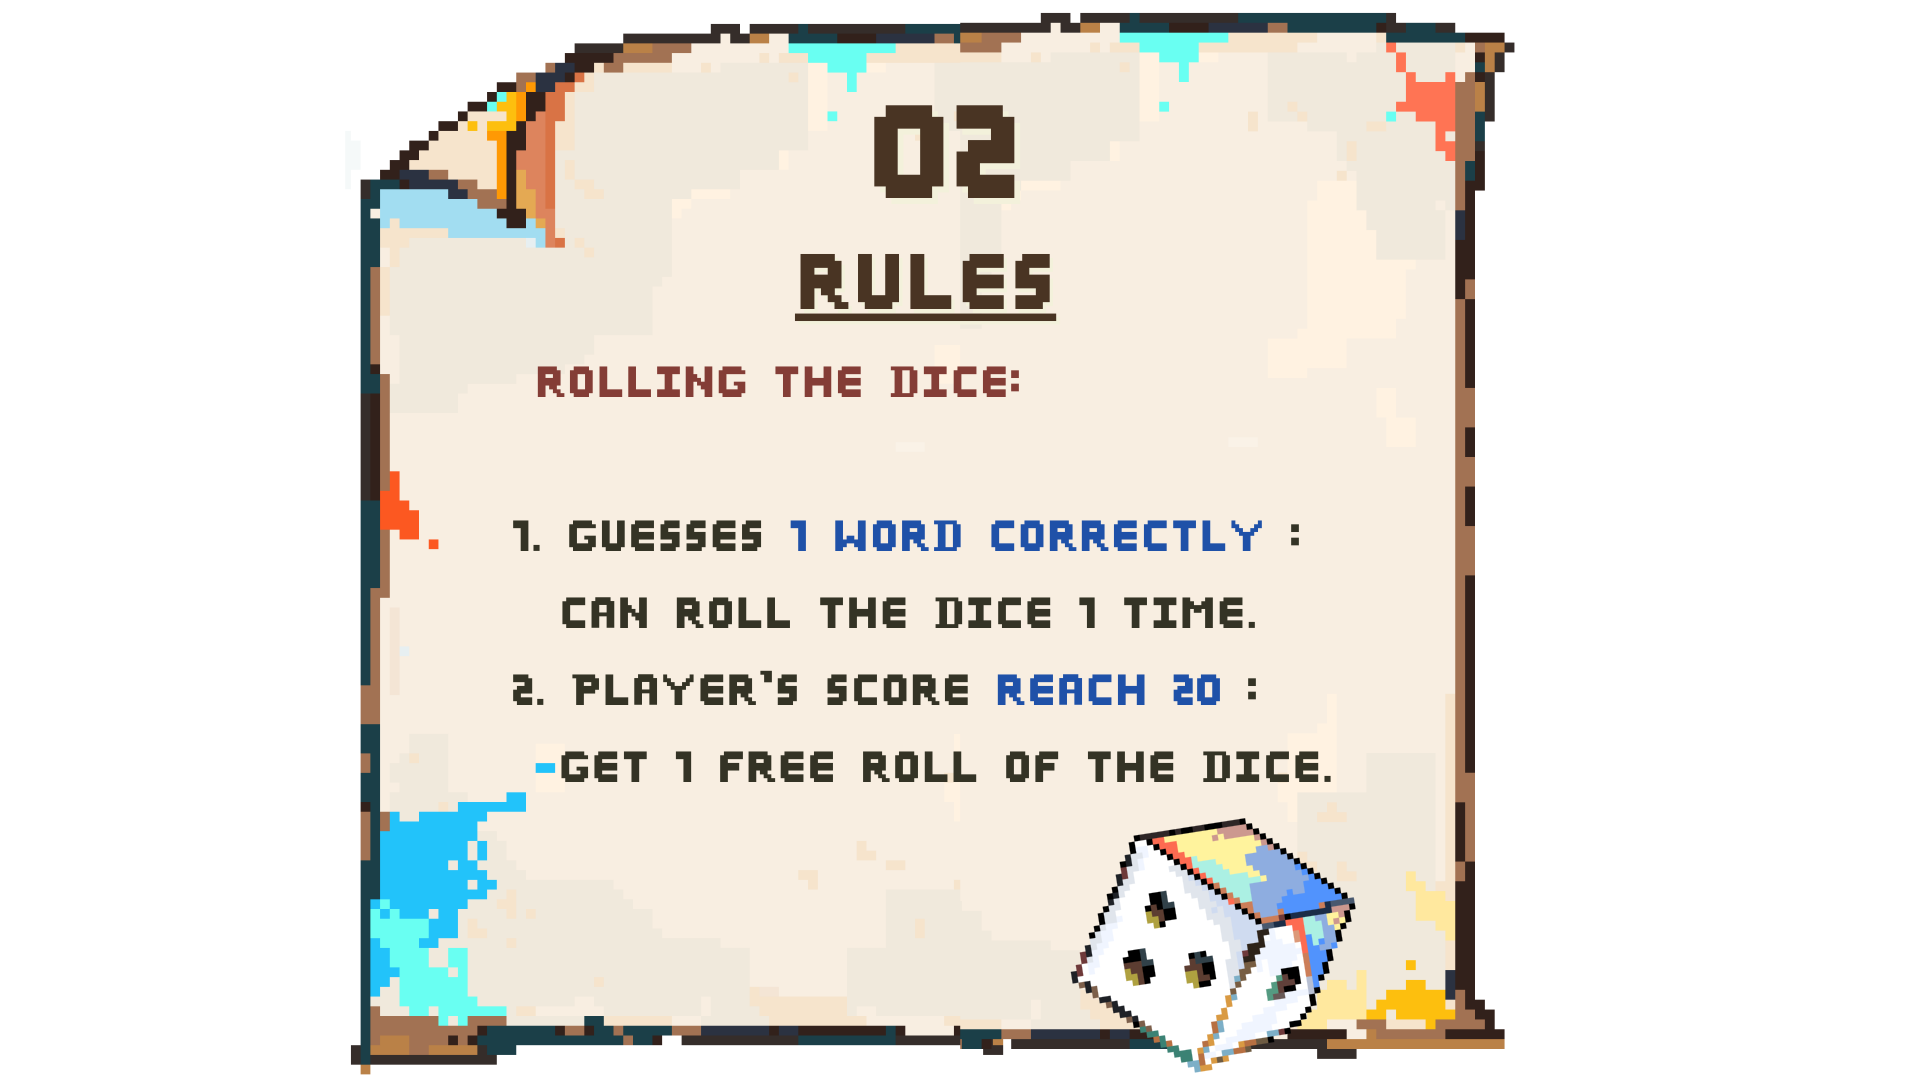 02
RULES
ROLLING THE DICE:
1. GUESSES 1 WORD CORRECTLY :
CAN ROLL THE DICE 1 TIME.
2. PLAYER'S SCORE REACH 20 :
-GET 1 FREE ROLL OF THE DICE.